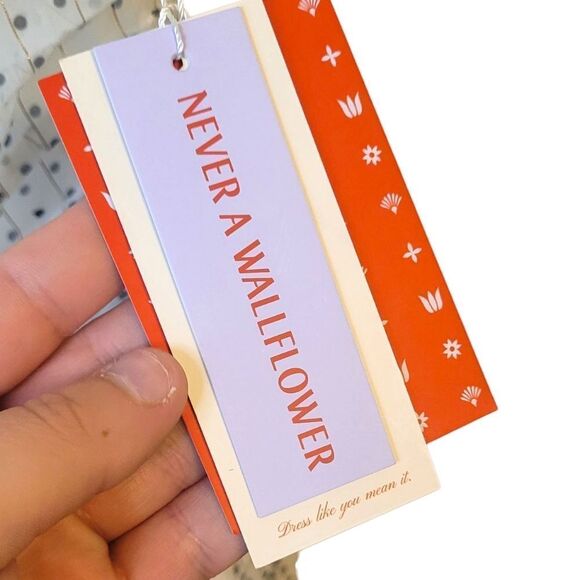 NEVER A WALLFLOWER
Dress like you mean it.